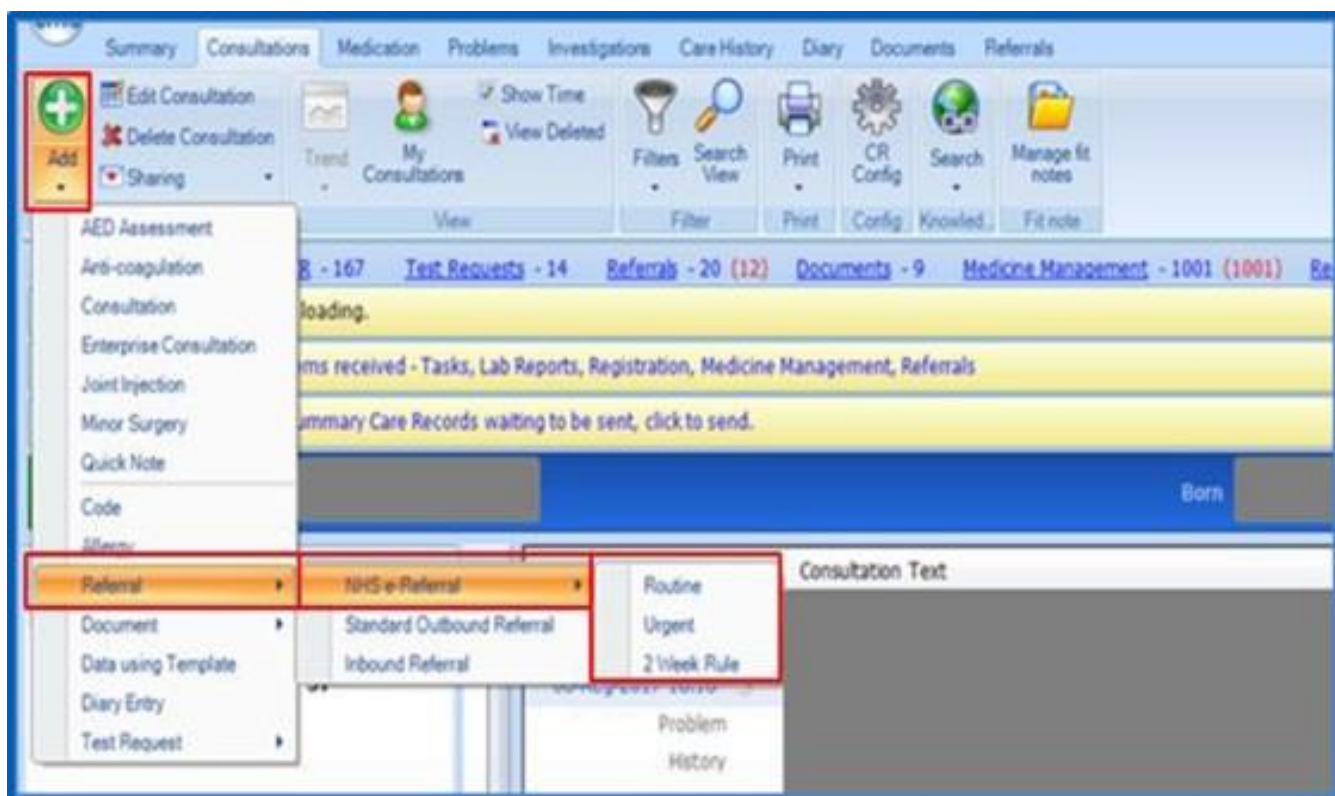 Summary Consultations Medication Problems Investigations Care History Diary Documents Referrals
Add
Edit Consultation
Delete Consultation
Sharing
Trend
My Consultations
Show Time
View Deleted
Filters
Search View
Print
CR Config
Search
Manage fit notes
View Filter Print Config Knowled.. Fit note
R - 167 Test Requests - 14 Referrals - 20 (12) Documents - 9 Medicine Management - 1001 (1001) Re
loading.
ms received - Tasks, Lab Reports, Registration, Medicine Management, Referrals
ummary Care Records waiting to be sent, click to send.
Born
AED Assessment
Anti-coagulation
Consultation
Enterprise Consultation
Joint Injection
Minor Surgery
Quick Note
Code
Allergy
Referral
Document
Data using Template
Diary Entry
Test Request
NHS e-Referral
Standard Outbound Referral
Inbound Referral
Routine
Urgent
2 Week Rule
Consultation Text
Problem
History